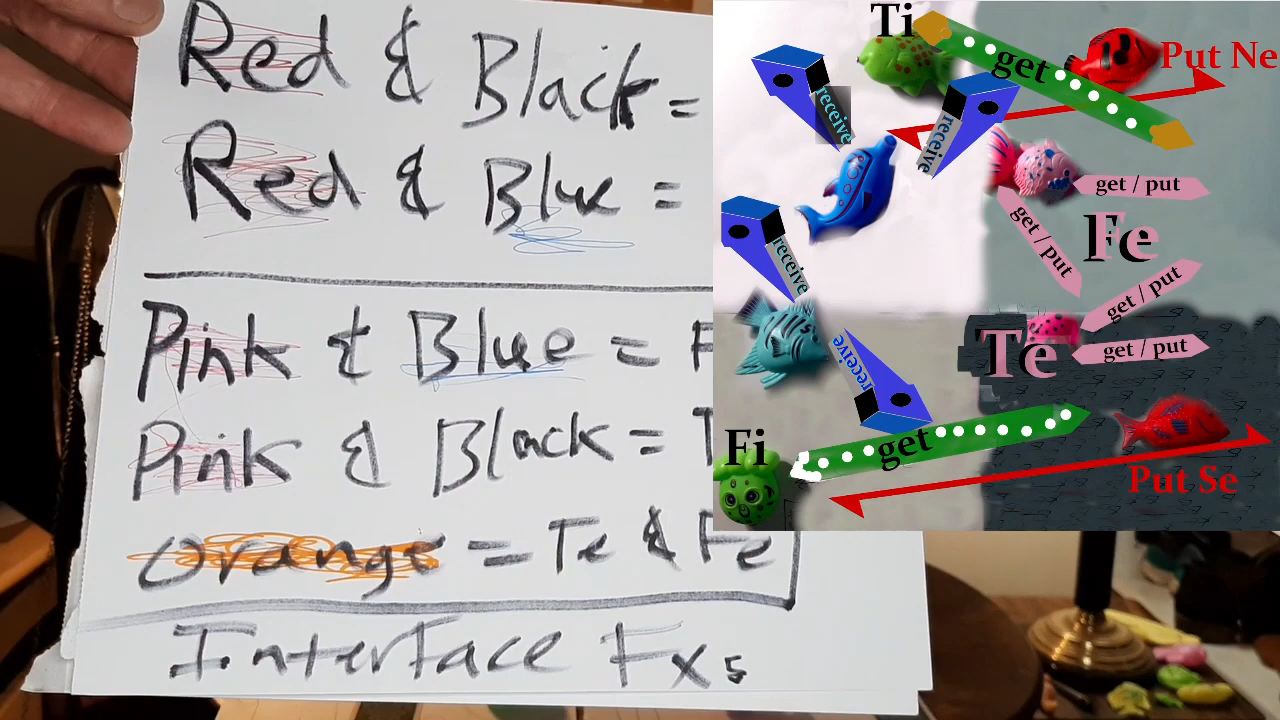 Red & Black =
Red & Blue =
Pink & Blue = F
Pink & Black = T
Orange = Te & Fe
Interface Fxs
Ti
get
Put Ne
receive
receive
get / put
get / put
Fe
receive
get / put
Te
get / put
receive
Fi
get
Put Se